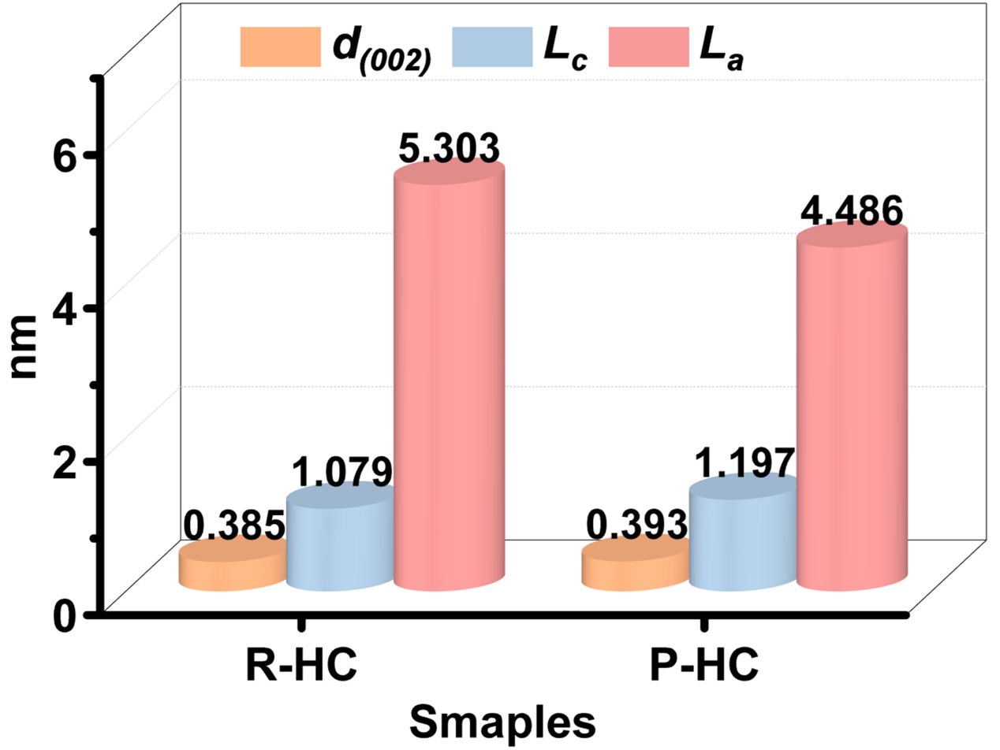 d(002) Lc La
6
4
2
0
nm
5.303
4.486
1.079
1.197
0.385
0.393
R-HC P-HC
Smaples